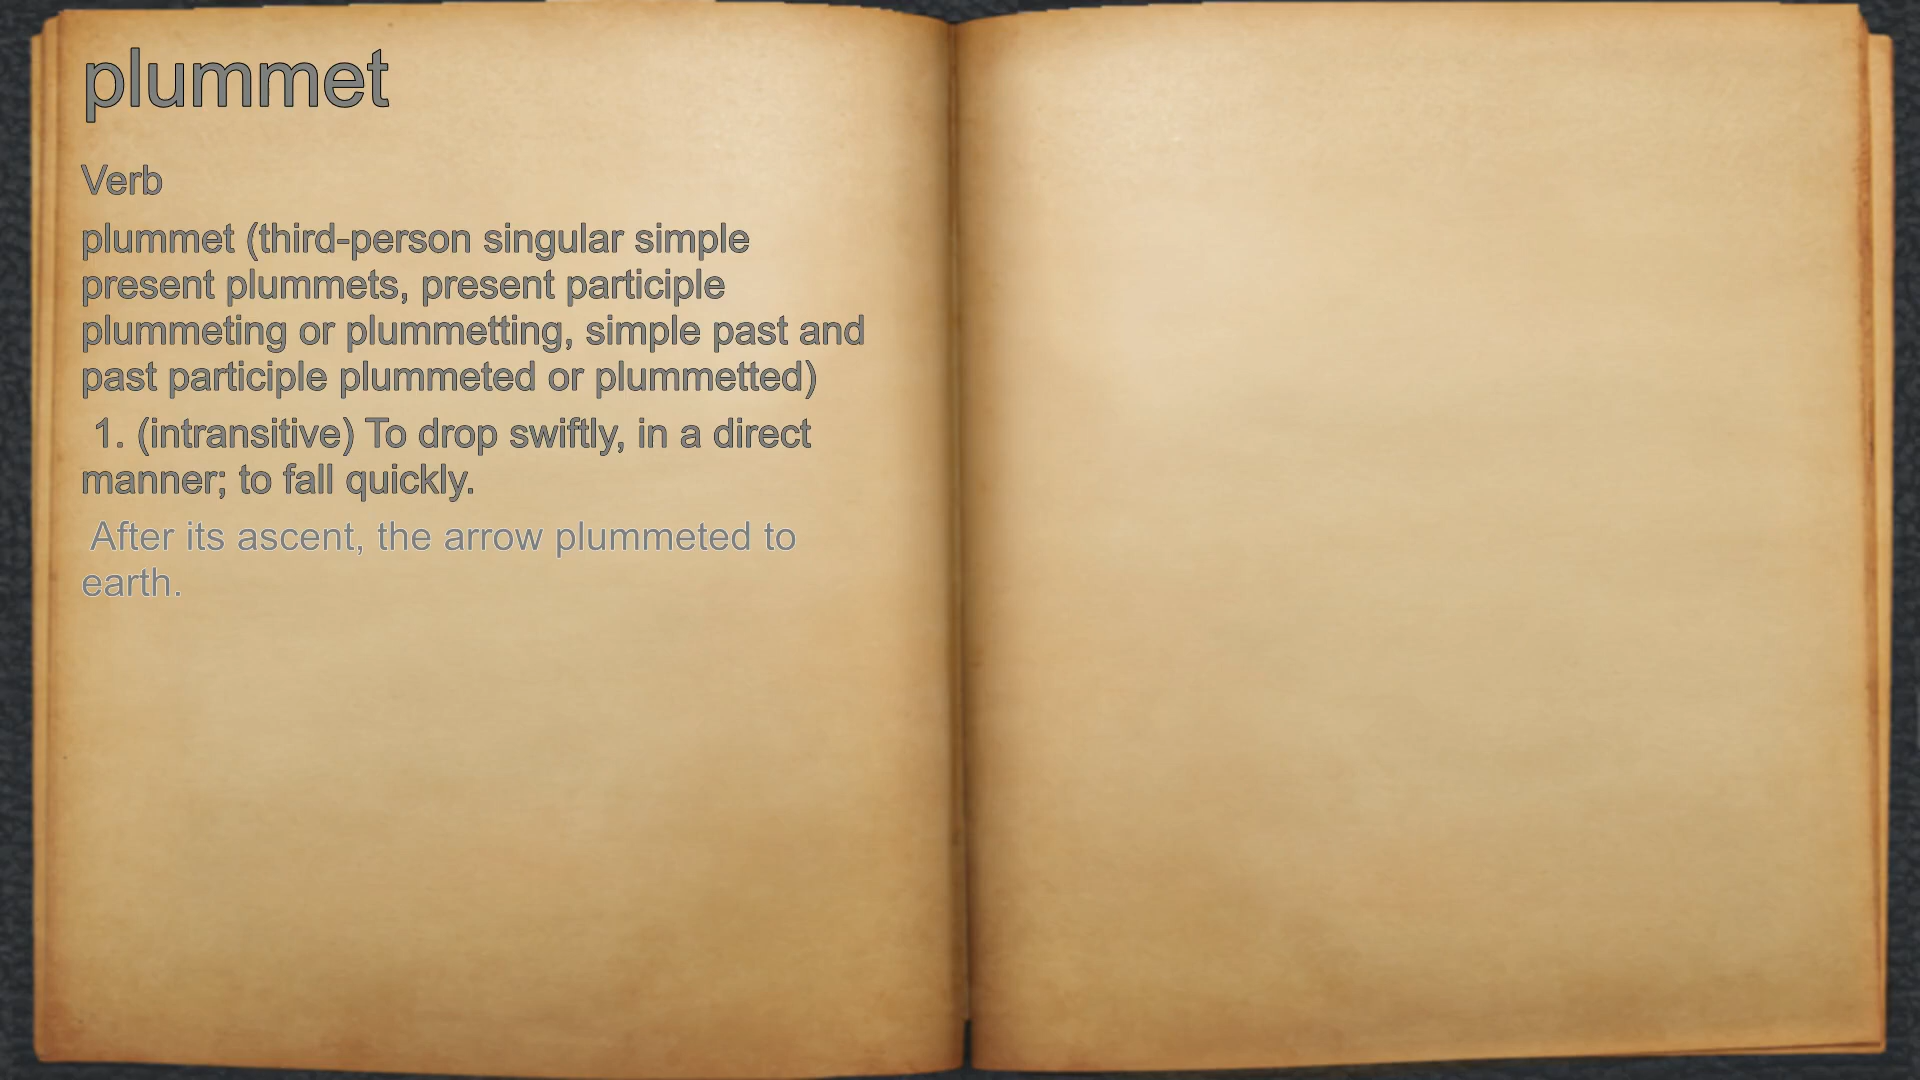 plummet
Verb
plummet (third-person singular simple
present plummets, present participle
plummeting or plummetting, simple past and
past participle plummeted or plummetted)
1. (intransitive) To drop swiftly, in a direct
manner; to fall quickly.
After its ascent, the arrow plummeted to
earth.